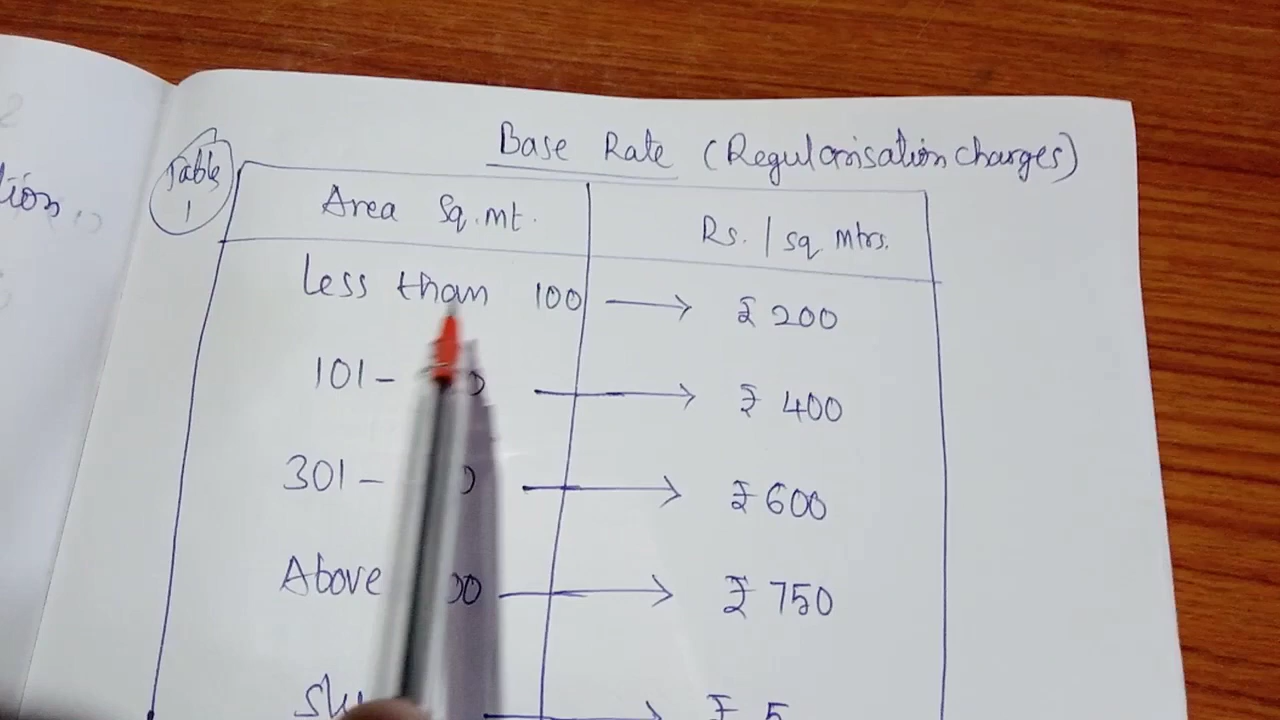 Base Rate (Regularisation charges)
Table 1
Area Sq.mt. Rs. / sq mtrs.
Less than 100 → ₹ 200
101 – → ₹ 400
301 – → ₹ 600
Above → ₹ 750
₹ 5